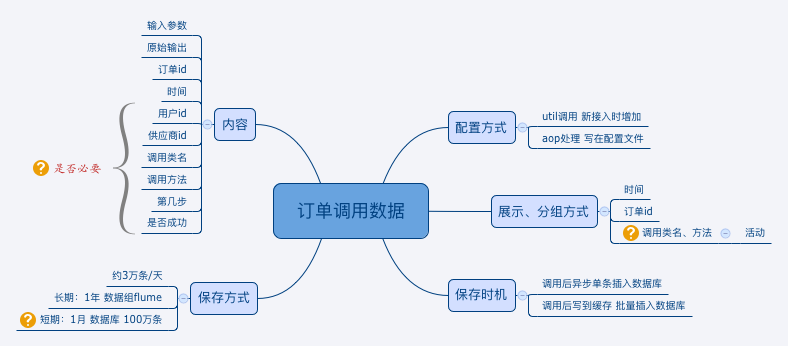 订单调用数据
内容
输入参数
原始输出
订单id
时间
用户id
供应商id
调用类名
调用方法
第几步
是否成功
? 是否必要
保存方式
约3万条/天
长期：1年 数据组flume
? 短期：1月 数据库 100万条
配置方式
util调用 新接入时增加
aop处理 写在配置文件
展示、分组方式
时间
订单id
? 调用类名、方法
活动
保存时机
调用后异步单条插入数据库
调用后写到缓存 批量插入数据库